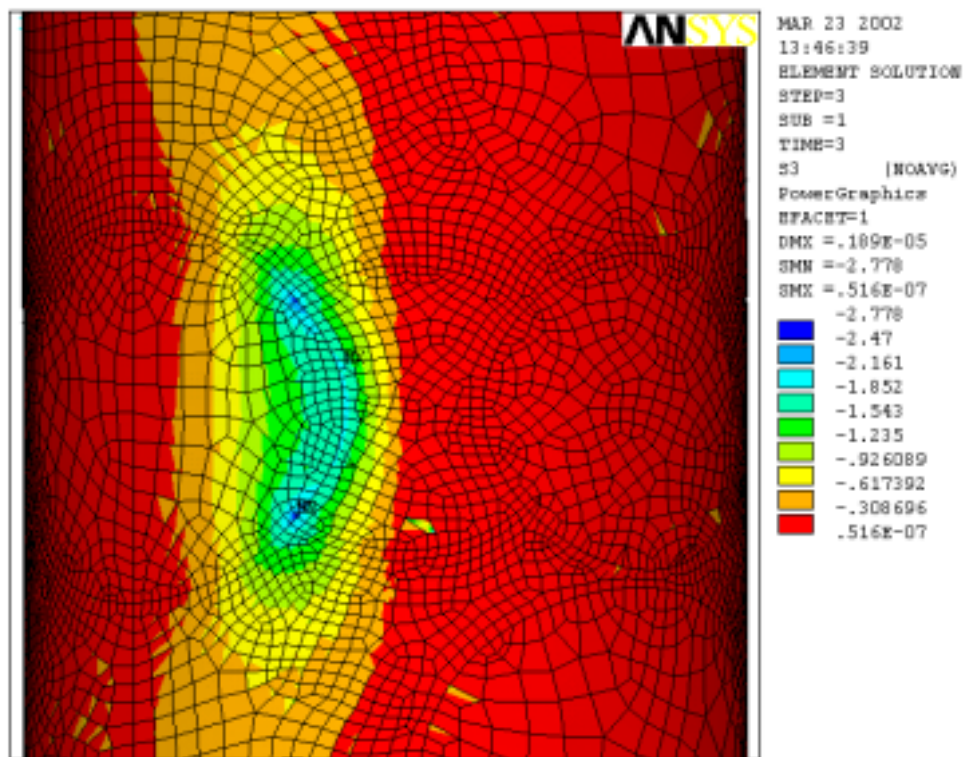 ANSYS
MAR 23 2002
13:46:39
ELEMENT SOLUTION
STEP=3
SUB =1
TIME=3
S3 (NOAVG)
PowerGraphics
EFACET=1
DMX =.189E-05
SMN =-2.778
SMX =.516E-07
-2.778
-2.47
-2.161
-1.852
-1.543
-1.235
-.926089
-.617392
-.308696
.516E-07